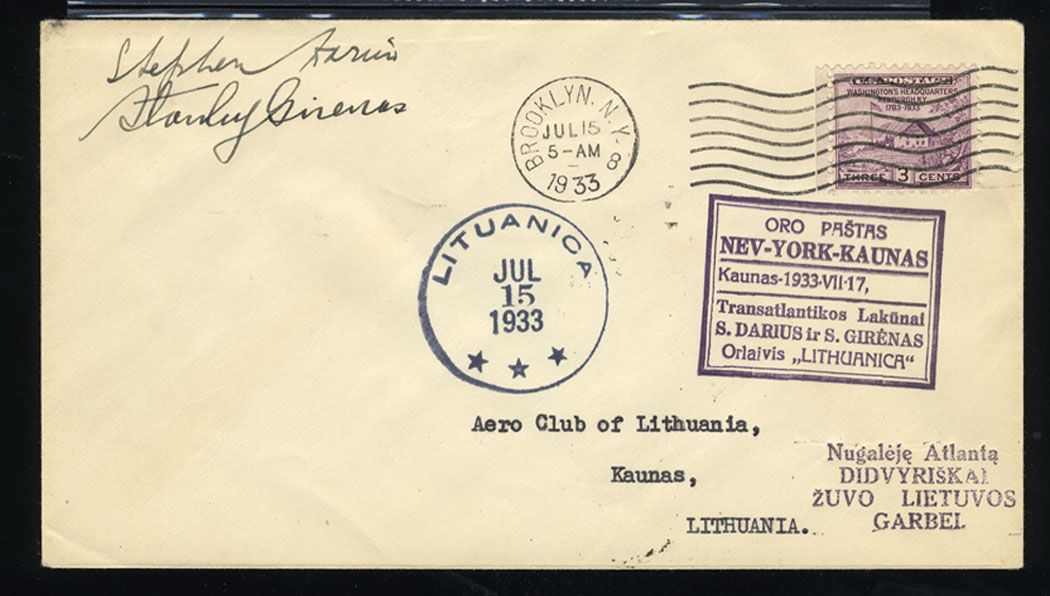 Stephen Darius
Stanley Girenas
BROOKLYN, N.Y. 8
JUL 15
5-AM
1933
U.S. POSTAGE
WASHINGTON'S HEADQUARTERS
NEWBURGH, N.Y.
1783-1933
THREE 3 CENTS
LITUANICA
JUL
15
1933
ORO PAŠTAS
NEV-YORK-KAUNAS
Kaunas-1933-VII-17,
Transatlantikos Lakūnai
S. DARIUS ir S. GIRĖNAS
Orlaivis „LITHUANICA“
Aero Club of Lithuania,
Kaunas,
LITHUANIA.
Nugalėję Atlantą
DIDVYRIŠKAI
ŽUVO LIETUVOS
GARBEI